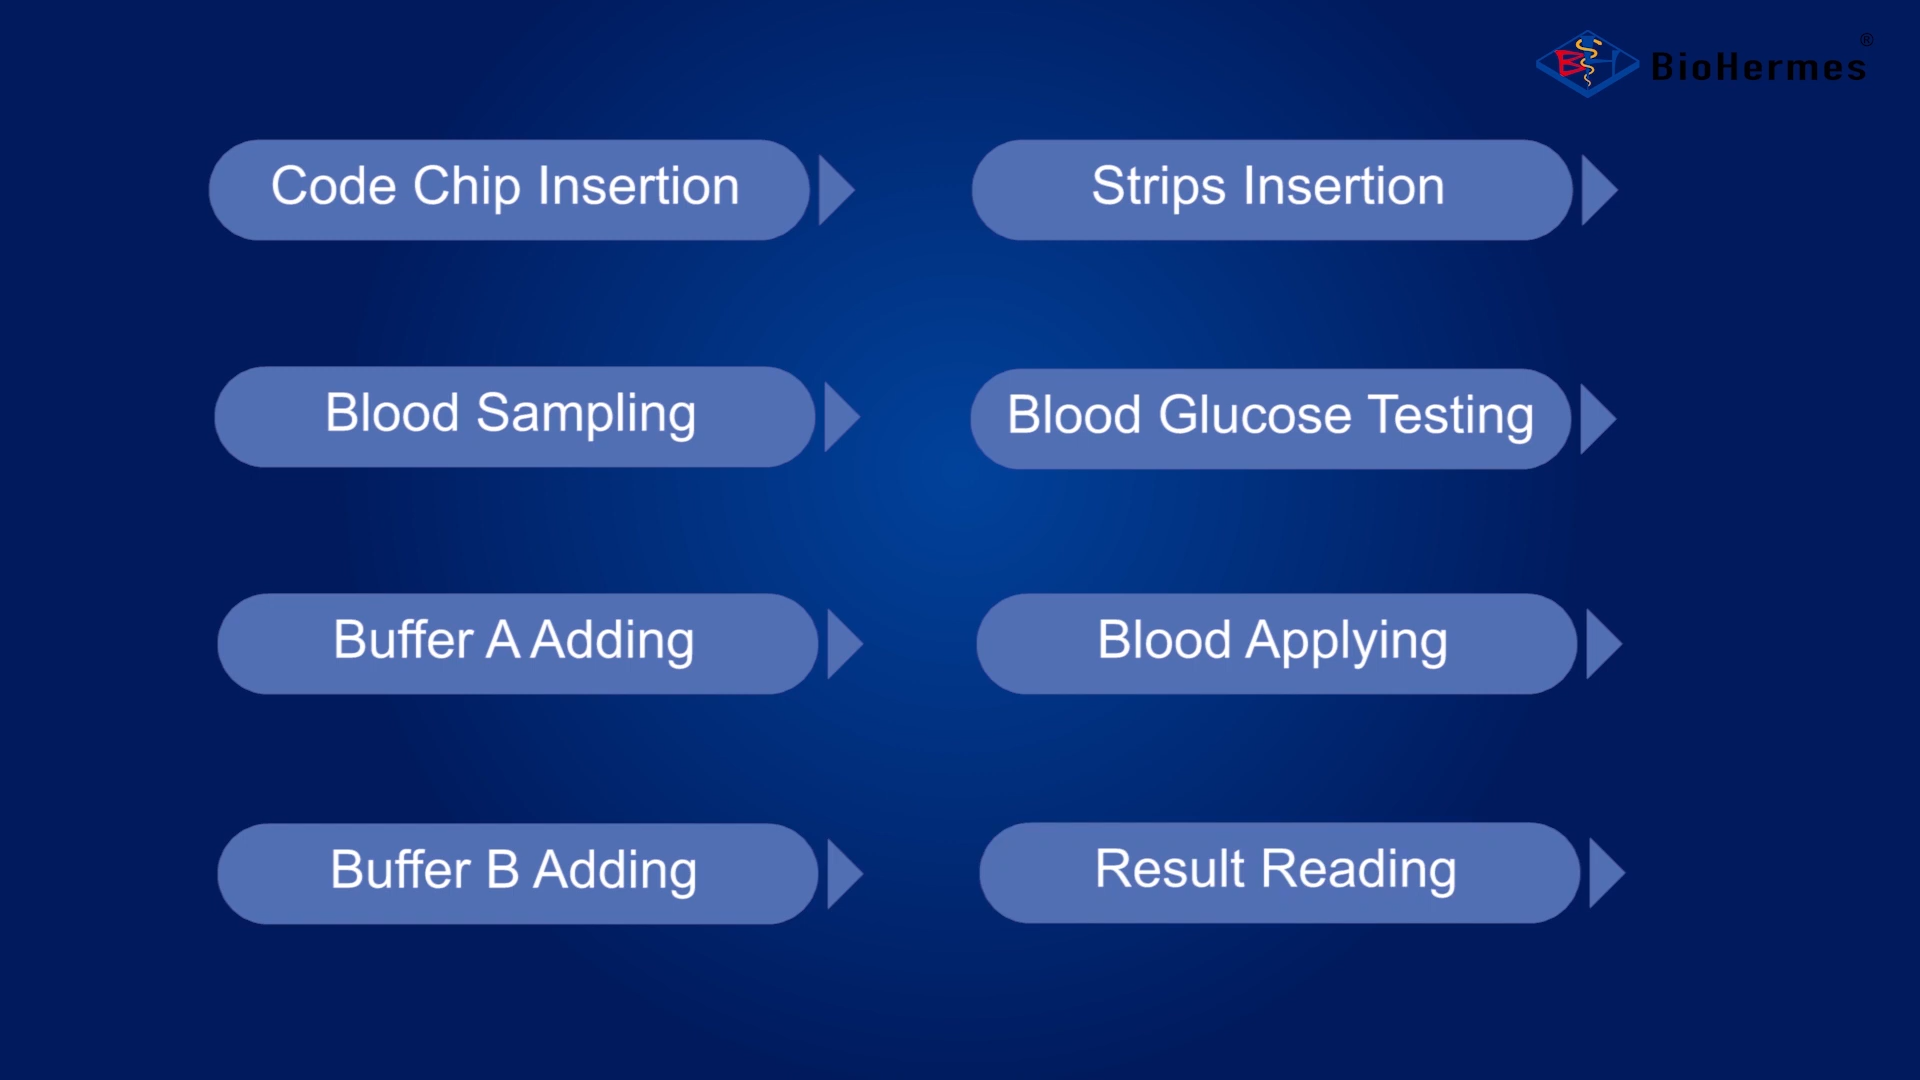 BioHermes ®
Code Chip Insertion
Strips Insertion
Blood Sampling
Blood Glucose Testing
Buffer A Adding
Blood Applying
Buffer B Adding
Result Reading